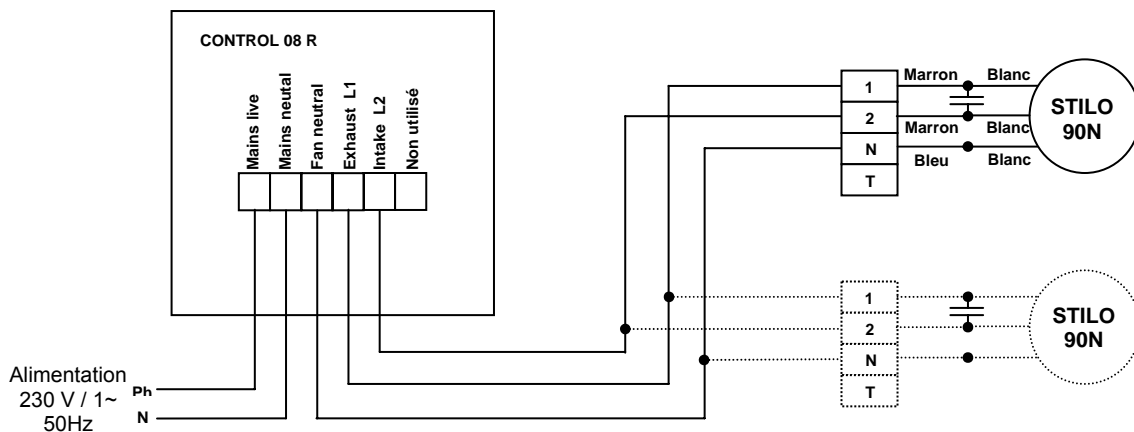 CONTROL 08 R
Mains live
Mains neutal
Fan neutral
Exhaust L1
Intake L2
Non utilisé
Alimentation
230 V / 1~
50Hz
Ph
N
1
2
N
T
Marron
Blanc
Marron
Blanc
Bleu
Blanc
STILO
90N
1
2
N
T
STILO
90N